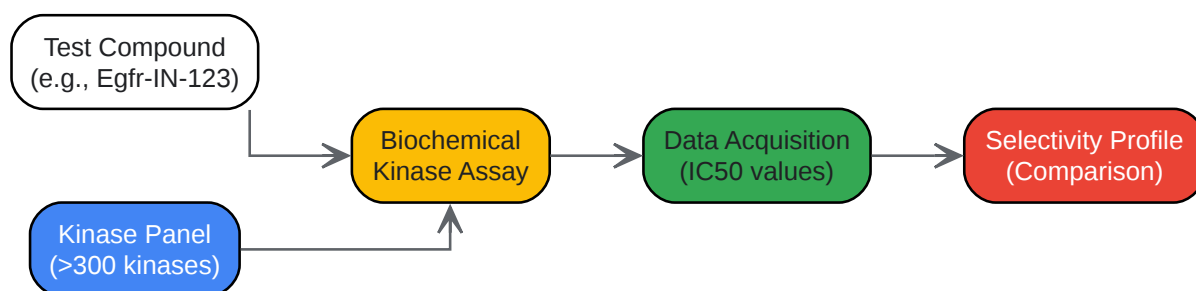 Test Compound
(e.g., Egfr-IN-123)
Biochemical
Kinase Assay
Data Acquisition
(IC50 values)
Selectivity Profile
(Comparison)
Kinase Panel
(>300 kinases)